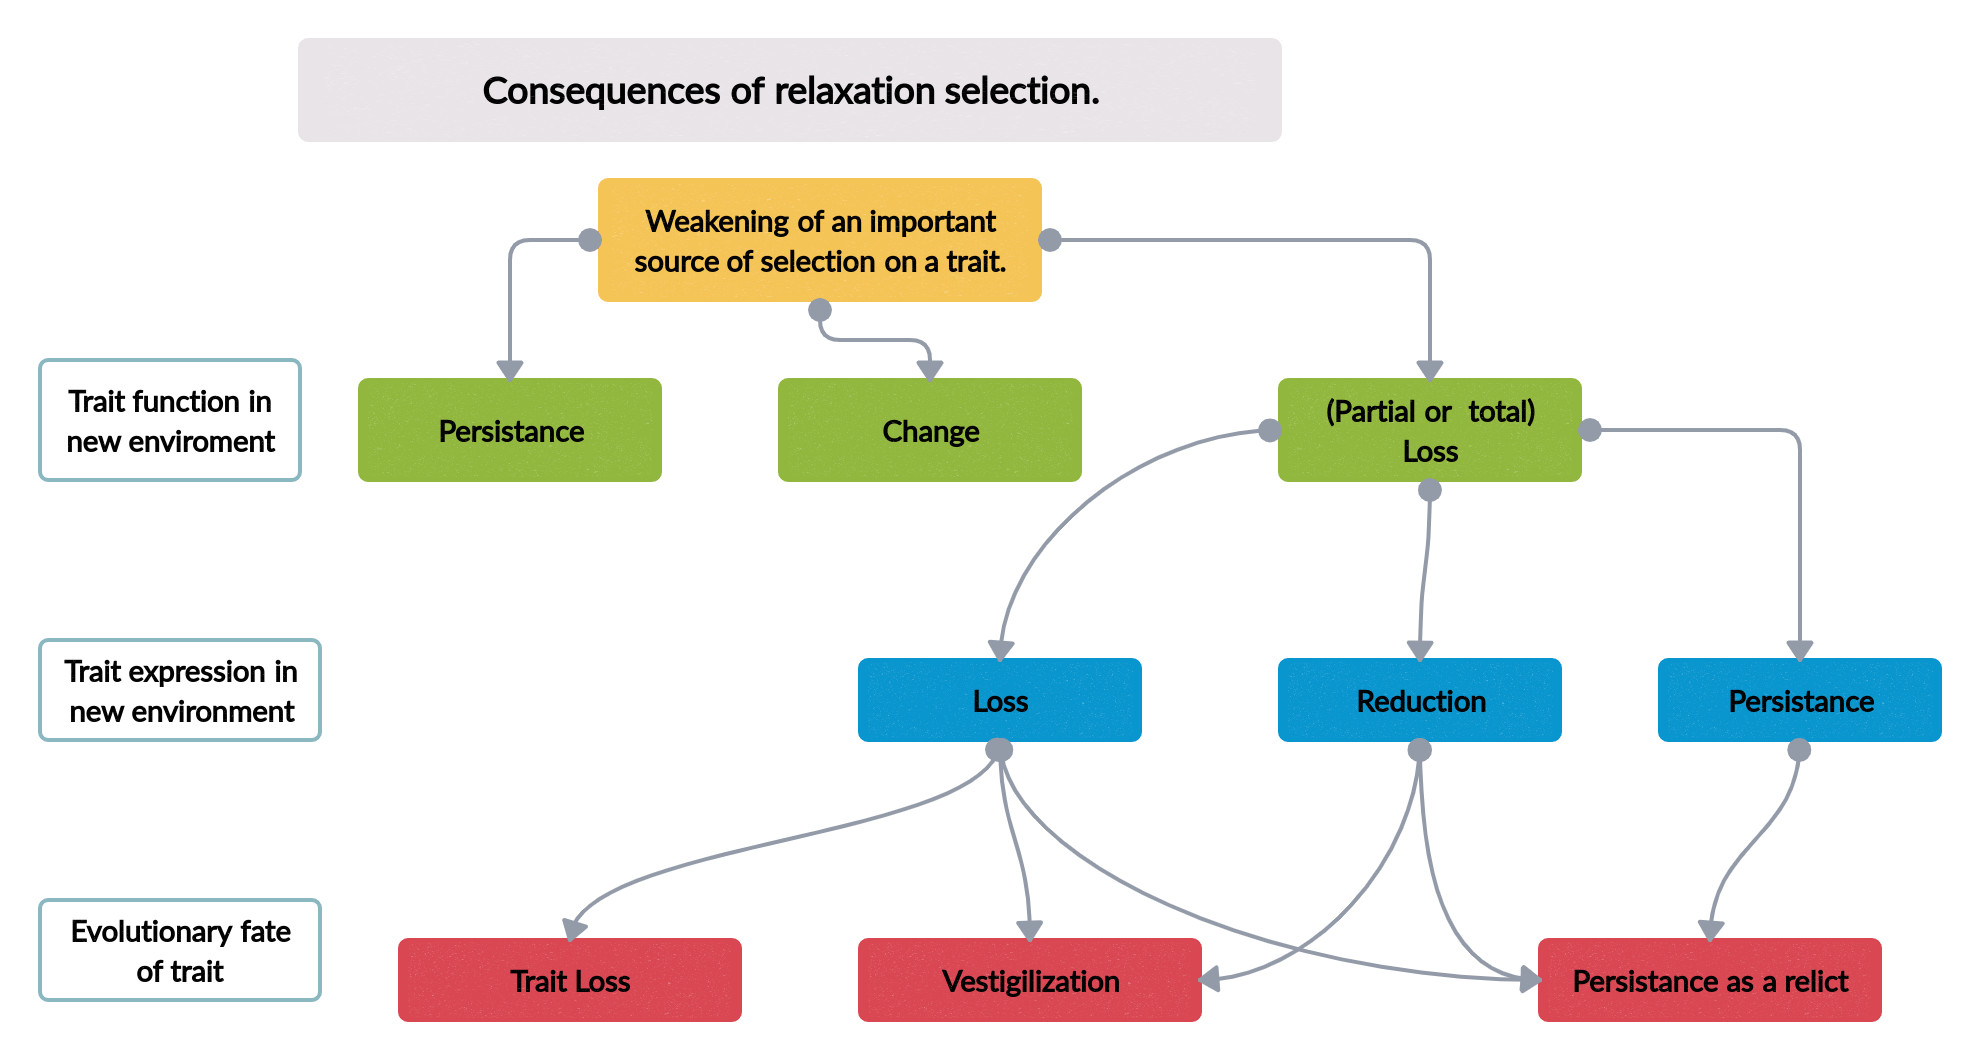 Consequences of relaxation selection.
Weakening of an important
source of selection on a trait.
Trait function in
new enviroment
Persistance
Change
(Partial or total)
Loss
Trait expression in
new environment
Loss
Reduction
Persistance
Evolutionary fate
of trait
Trait Loss
Vestigilization
Persistance as a relict